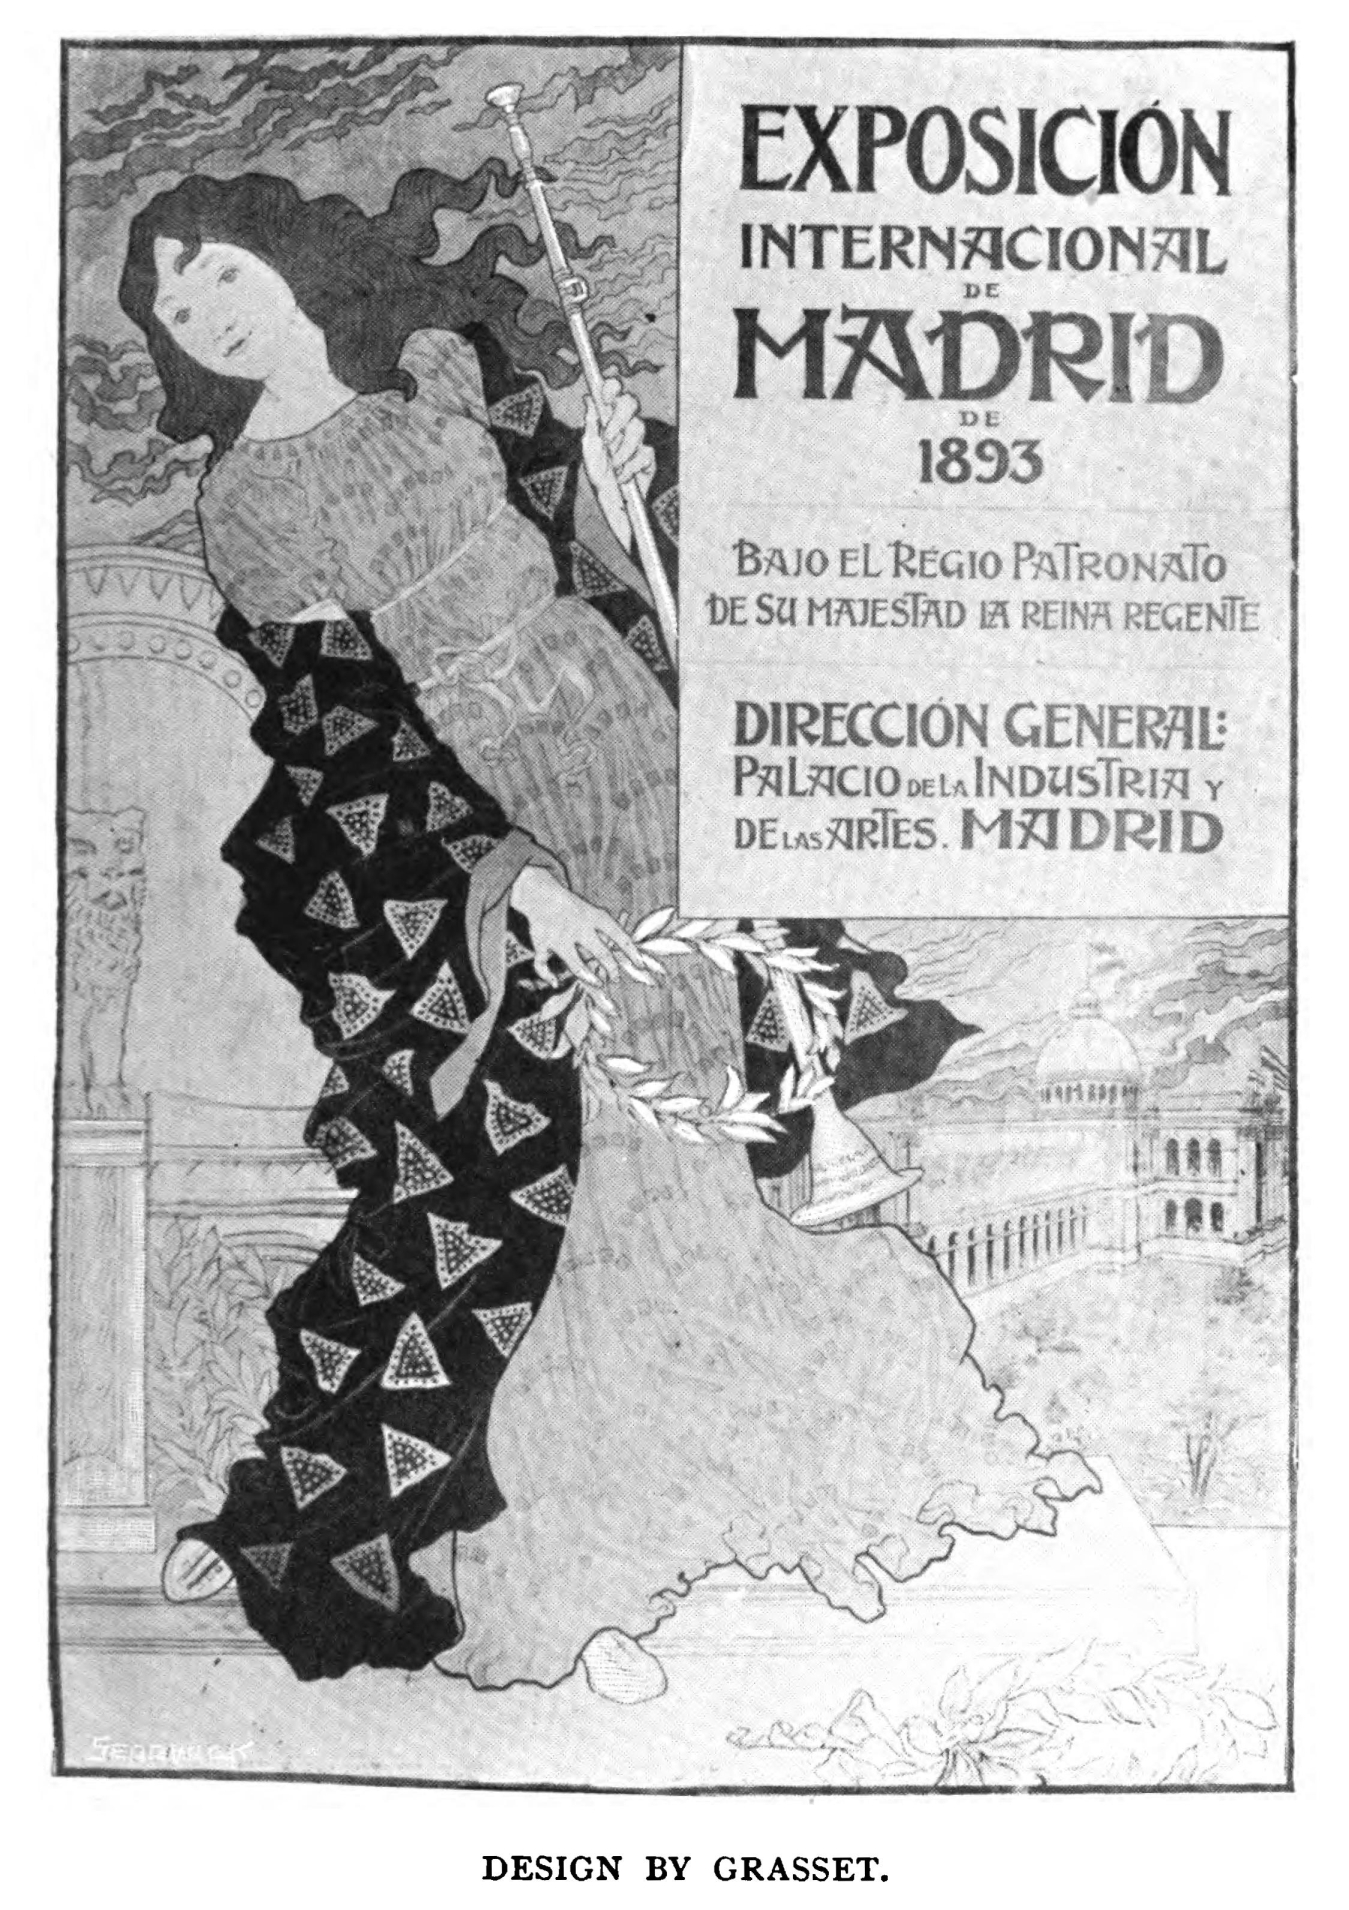 EXPOSICIÓN
INTERNACIONAL
DE
MADRID
DE
1893
BAJO EL REGIO PATRONATO
DE SU MAJESTAD LA REINA REGENTE
DIRECCIÓN GENERAL:
PALACIO DE LA INDUSTRIA Y
DE LAS ARTES. MADRID
DESIGN BY GRASSET.